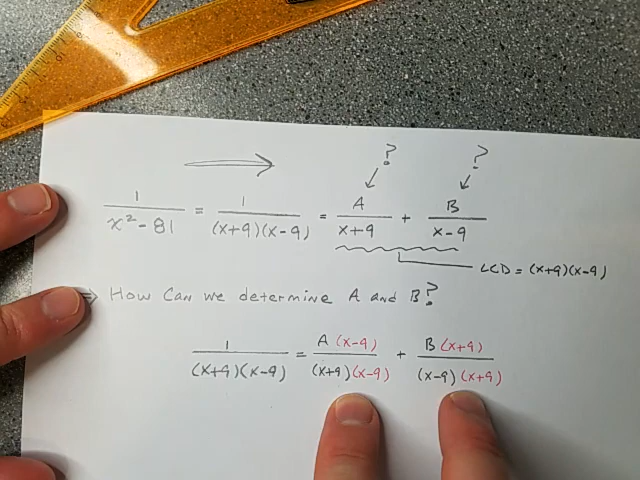 ? ?
1/(x² - 81) = 1/((x+9)(x-9)) = A/(x+9) + B/(x-9)
LCD = (x+9)(x-9)
⇒ How can we determine A and B?
1/((x+9)(x-9)) = A(x-9)/((x+9)(x-9)) + B(x+9)/((x-9)(x+9))